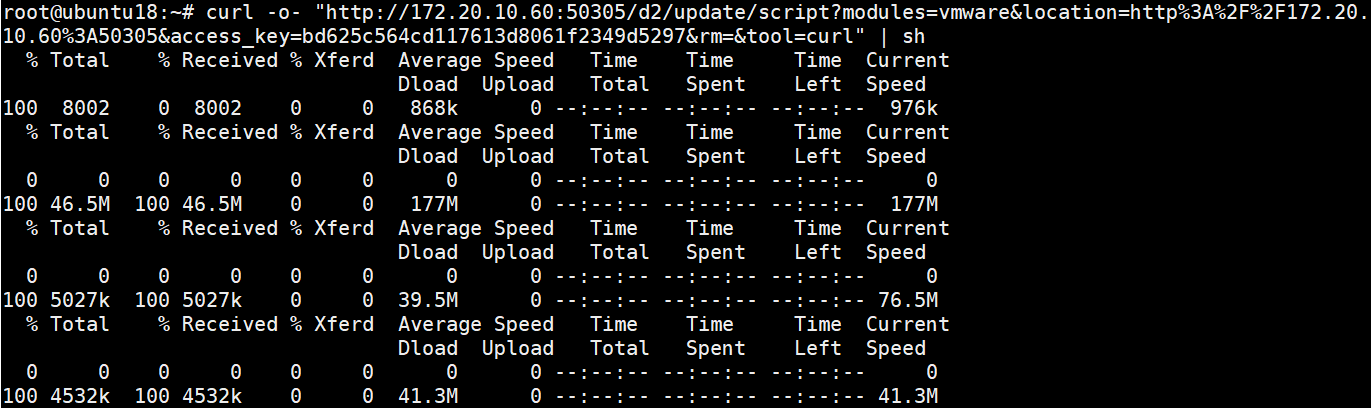 root@ubuntu18:~# curl -o- "http://172.20.10.60:50305/d2/update/script?modules=vmware&location=http%3A%2F%2F172.20.
10.60%3A50305&access_key=bd625c564cd117613d8061f2349d5297&rm=&tool=curl" | sh
  % Total    % Received % Xferd  Average Speed   Time    Time     Time  Current
                                 Dload  Upload   Total   Spent    Left  Speed
100  8002    0  8002    0     0   868k      0 --:--:-- --:--:-- --:--:--  976k
  % Total    % Received % Xferd  Average Speed   Time    Time     Time  Current
                                 Dload  Upload   Total   Spent    Left  Speed
  0     0    0     0    0     0      0      0 --:--:-- --:--:-- --:--:--     0
100 46.5M  100 46.5M    0     0   177M      0 --:--:-- --:--:-- --:--:--  177M
  % Total    % Received % Xferd  Average Speed   Time    Time     Time  Current
                                 Dload  Upload   Total   Spent    Left  Speed
  0     0    0     0    0     0      0      0 --:--:-- --:--:-- --:--:--     0
100 5027k  100 5027k    0     0  39.5M      0 --:--:-- --:--:-- --:--:-- 76.5M
  % Total    % Received % Xferd  Average Speed   Time    Time     Time  Current
                                 Dload  Upload   Total   Spent    Left  Speed
  0     0    0     0    0     0      0      0 --:--:-- --:--:-- --:--:--     0
100 4532k  100 4532k    0     0  41.3M      0 --:--:-- --:--:-- --:--:-- 41.3M